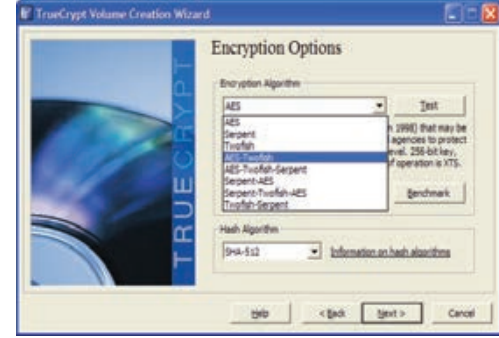 TrueCrypt Volume Creation Wizard
TRUECRYPT
Encryption Options
Encryption Algorithm
AES
Test
AES
Serpent
Twofish
AES-Twofish
AES-Twofish-Serpent
Serpent-AES
Serpent-Twofish-AES
Twofish-Serpent
n 1998) that may be
agencies to protect
evel. 256-bit key,
of operation is XTS.
Benchmark
Hash Algorithm
SHA-512
Information on hash algorithms
Help
< Back
Next >
Cancel